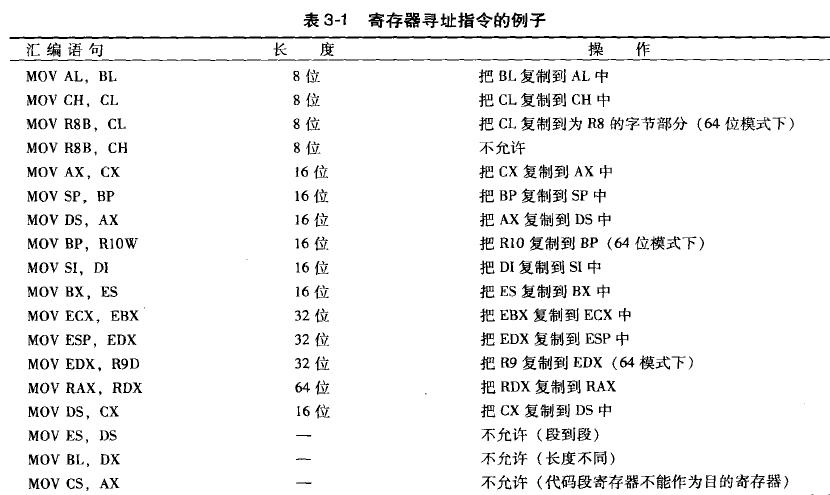 表 3-1 寄存器寻址指令的例子
汇编语句 长 度 操 作
MOV AL, BL 8 位 把 BL 复制到 AL 中
MOV CH, CL 8 位 把 CL 复制到 CH 中
MOV R8B, CL 8 位 把 CL 复制到为 R8 的字节部分（64 位模式下）
MOV R8B, CH 8 位 不允许
MOV AX, CX 16 位 把 CX 复制到 AX 中
MOV SP, BP 16 位 把 BP 复制到 SP 中
MOV DS, AX 16 位 把 AX 复制到 DS 中
MOV BP, R10W 16 位 把 R10 复制到 BP（64 位模式下）
MOV SI, DI 16 位 把 DI 复制到 SI 中
MOV BX, ES 16 位 把 ES 复制到 BX 中
MOV ECX, EBX 32 位 把 EBX 复制到 ECX 中
MOV ESP, EDX 32 位 把 EDX 复制到 ESP 中
MOV EDX, R9D 32 位 把 R9 复制到 EDX（64 模式下）
MOV RAX, RDX 64 位 把 RDX 复制到 RAX
MOV DS, CX 16 位 把 CX 复制到 DS 中
MOV ES, DS — 不允许（段到段）
MOV BL, DX — 不允许（长度不同）
MOV CS, AX — 不允许（代码段寄存器不能作为目的寄存器）